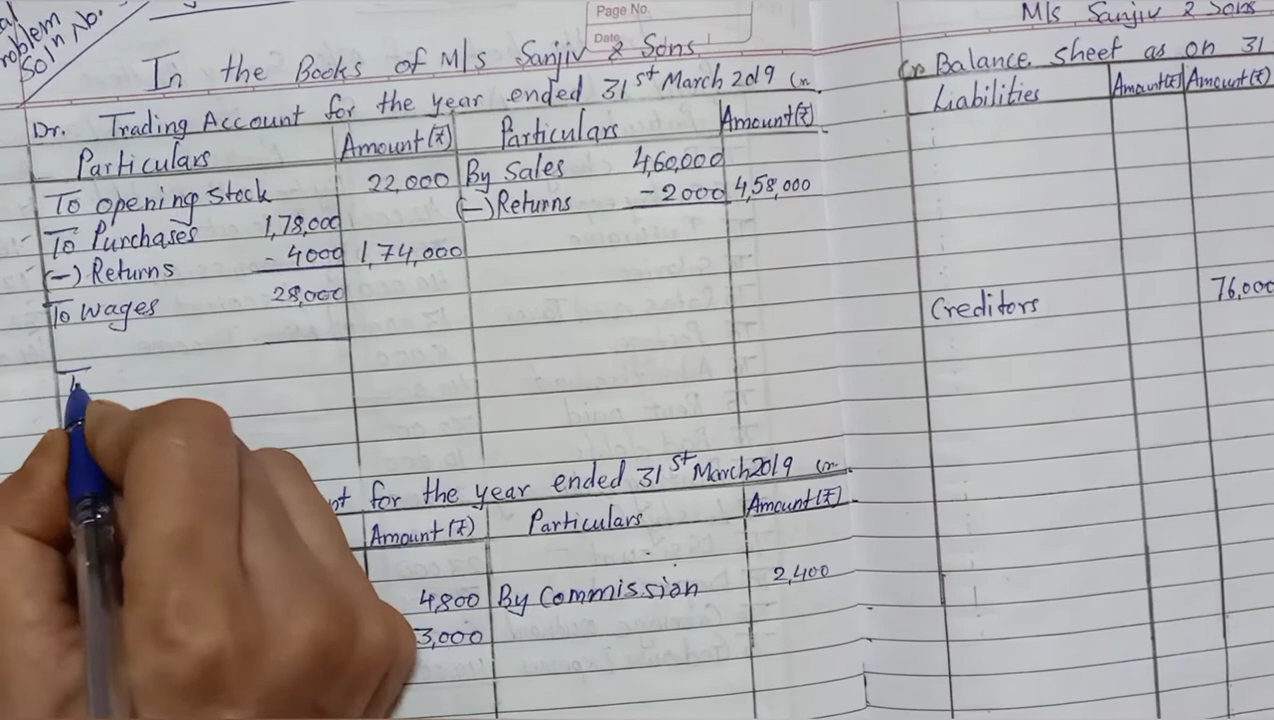 roblem
Soln No.
Page No.
Date
In the Books of M/s Sanjiv & Sons
Dr. Trading Account for the year ended 31st March 2019 Cr.
Particulars Amount (₹) Particulars Amount(₹)
To opening stock 22,000 By Sales 4,60,000
To Purchases 1,78,000 (-) Returns - 2000 4,58,000
(-) Returns - 4000 1,74,000
To Wages 28,000
T
nt for the year ended 31st March 2019 Cr.
Amount (₹) Particulars Amount (₹)
4,800 By Commission 2,400
3,000
M/s Sanjiv & Sons
Balance sheet as on 31
Liabilities Amount(₹) Amount(₹)
Creditors 76,000